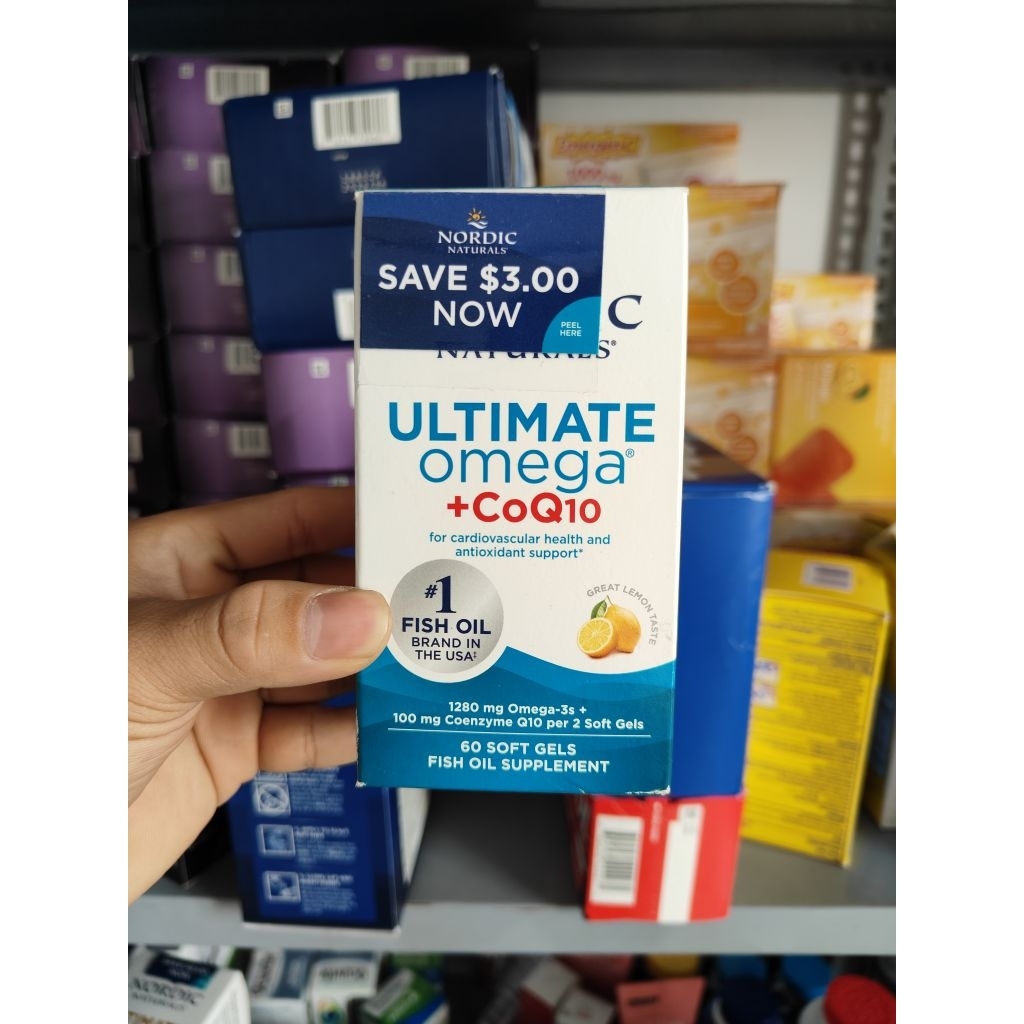 NORDIC
NATURALS®
SAVE $3.00
NOW
PEEL
HERE
C
NATURALS®
ULTIMATE
omega®
+CoQ10
for cardiovascular health and
antioxidant support*
#1
FISH OIL
BRAND IN
THE USA‡
GREAT LEMON TASTE
1280 mg Omega-3s +
100 mg Coenzyme Q10 per 2 Soft Gels
60 SOFT GELS
FISH OIL SUPPLEMENT
NORDIC
NATURALS